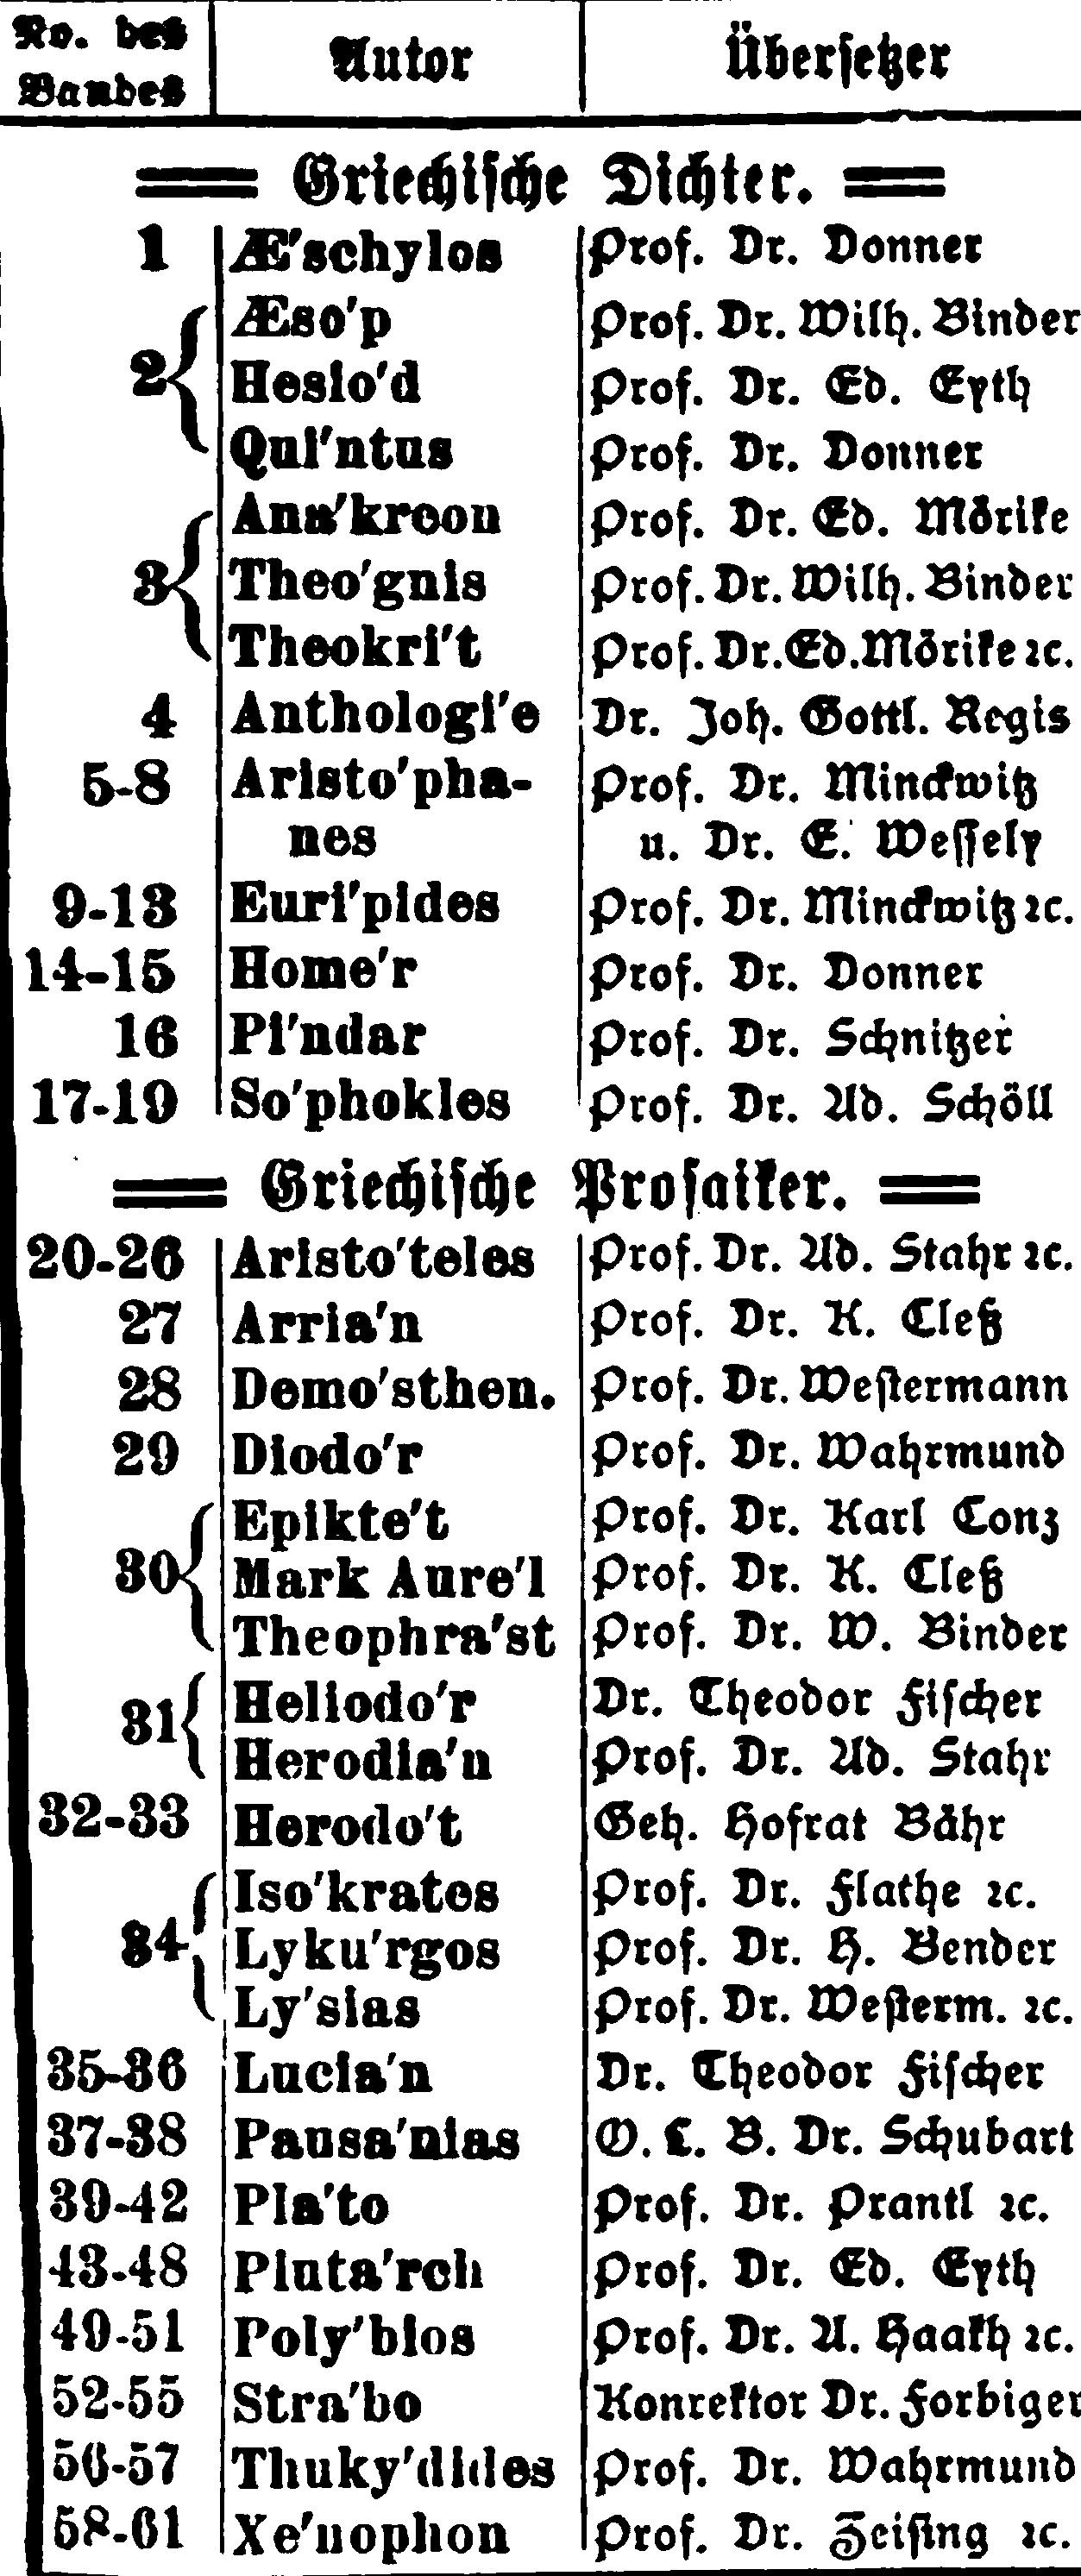 No. des Bandes Autor Übersetzer
Griechische Dichter.
1 Æ'schylos Prof. Dr. Donner
2 Æso'p Prof. Dr. Wilh. Binder
Hesio'd Prof. Dr. Ed. Eyth
Qui'ntus Prof. Dr. Donner
3 Ana'kreon Prof. Dr. Ed. Mörike
Theo'gnis Prof. Dr. Wilh. Binder
Theokri't Prof. Dr. Ed. Mörike ꝛc.
4 Anthologi'e Dr. Joh. Gottl. Regis
5-8 Aristo'pha- Prof. Dr. Minckwitz
nes u. Dr. E. Wessely
9-13 Euri'pides Prof. Dr. Minckwitz ꝛc.
14-15 Home'r Prof. Dr. Donner
16 Pi'ndar Prof. Dr. Schnitzer
17-19 So'phokles Prof. Dr. Ad. Schöll
Griechische Prosaiker.
20-26 Aristo'teles Prof. Dr. Ad. Stahr ꝛc.
27 Arria'n Prof. Dr. K. Cleß
28 Demo'sthen. Prof. Dr. Westermann
29 Diodo'r Prof. Dr. Wahrmund
30 Epikte't Prof. Dr. Karl Conz
Mark Aure'l Prof. Dr. K. Cleß
Theophra'st Prof. Dr. W. Binder
31 Heliodo'r Dr. Theodor Fischer
Herodia'n Prof. Dr. Ad. Stahr
32-33 Herodo't Geh. Hofrat Bähr
34 Iso'krates Prof. Dr. Flathe ꝛc.
Lyku'rgos Prof. Dr. H. Bender
Ly'sias Prof. Dr. Westerm. ꝛc.
35-36 Lucia'n Dr. Theodor Fischer
37-38 Pausa'nias O. L. B. Dr. Schubart
39-42 Pla'to Prof. Dr. Prantl ꝛc.
43-48 Pluta'rch Prof. Dr. Ed. Eyth
49-51 Poly'bios Prof. Dr. A. Haakh ꝛc.
52-55 Stra'bo Konrektor Dr. Forbiger
56-57 Thuky'dides Prof. Dr. Wahrmund
58-61 Xe'nophon Prof. Dr. Zeising ꝛc.